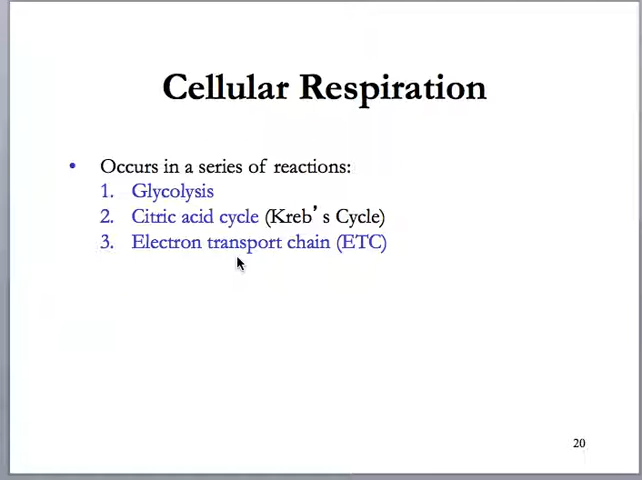 Cellular Respiration
• Occurs in a series of reactions:
1. Glycolysis
2. Citric acid cycle (Kreb’s Cycle)
3. Electron transport chain (ETC)
20